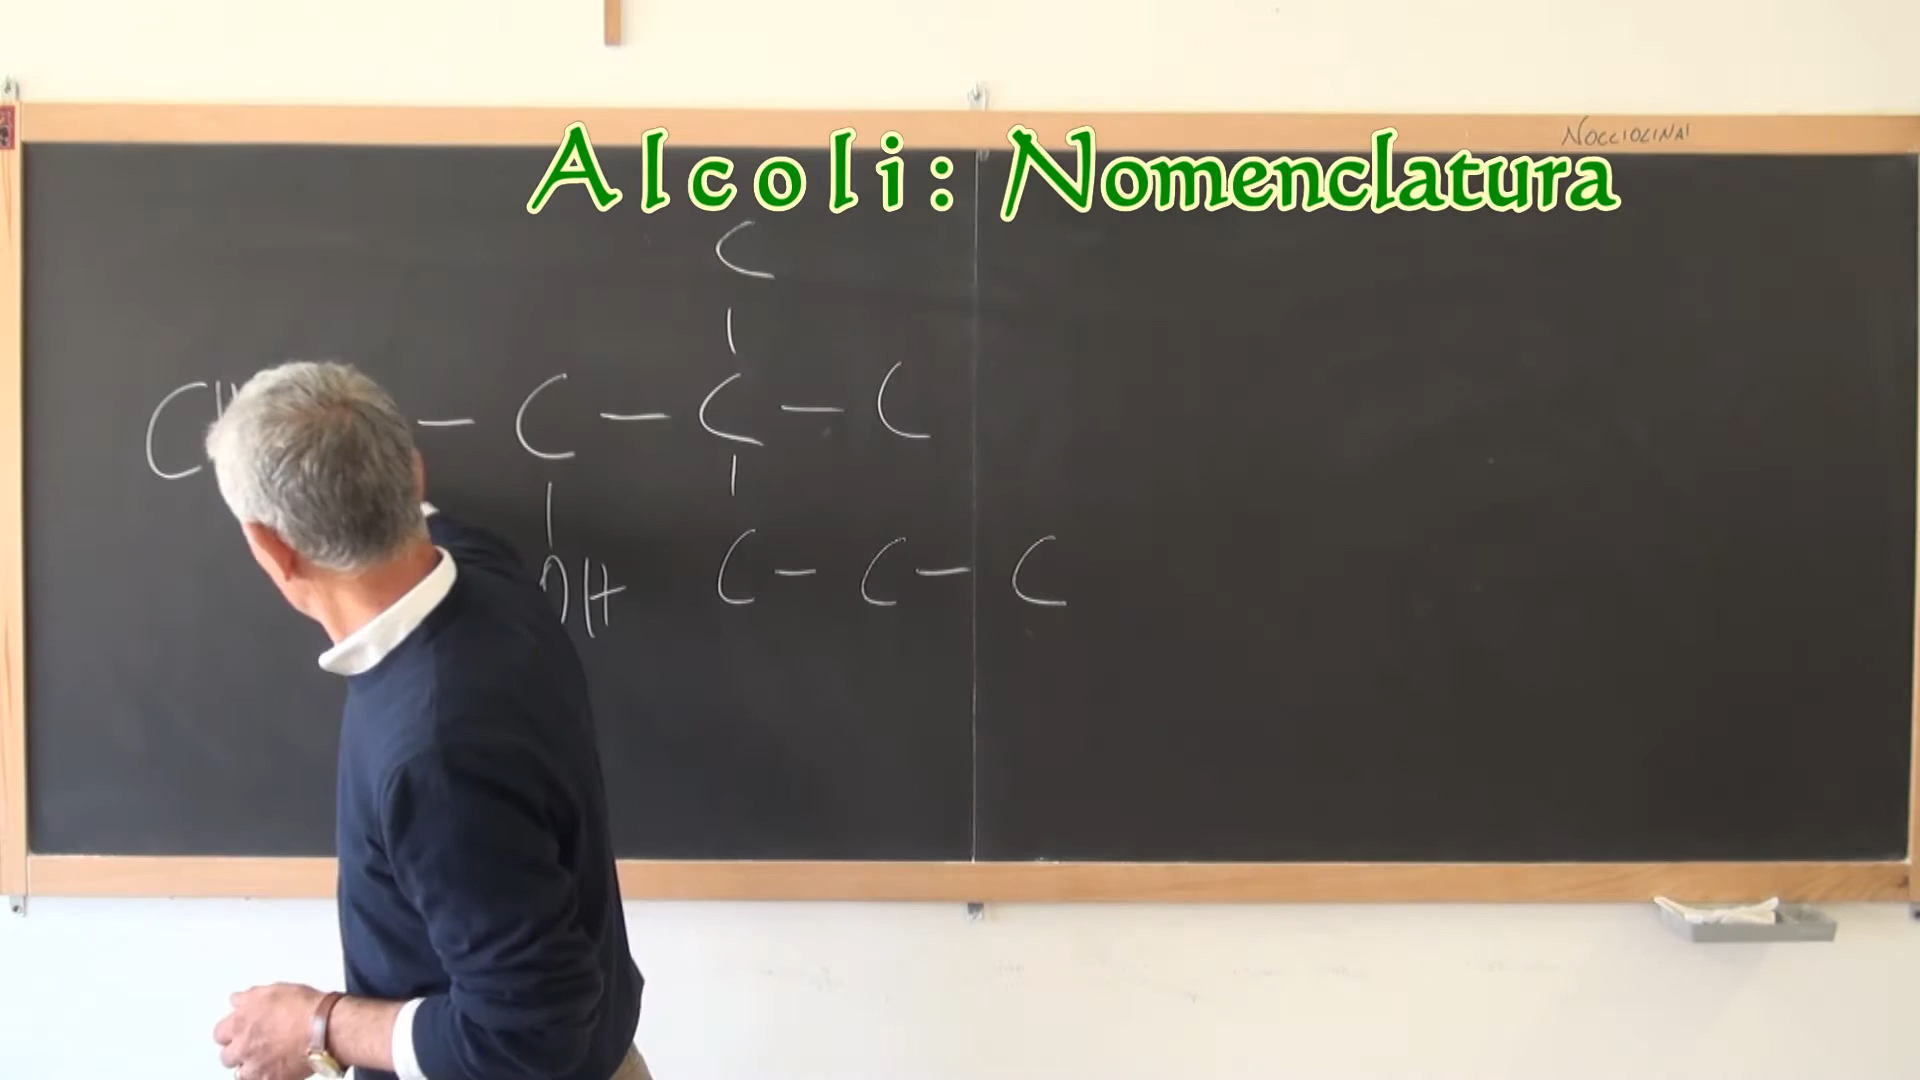 NOCCIOLINA!
Alcoli: Nomenclatura
C
CH - C - C - C
OH C - C - C